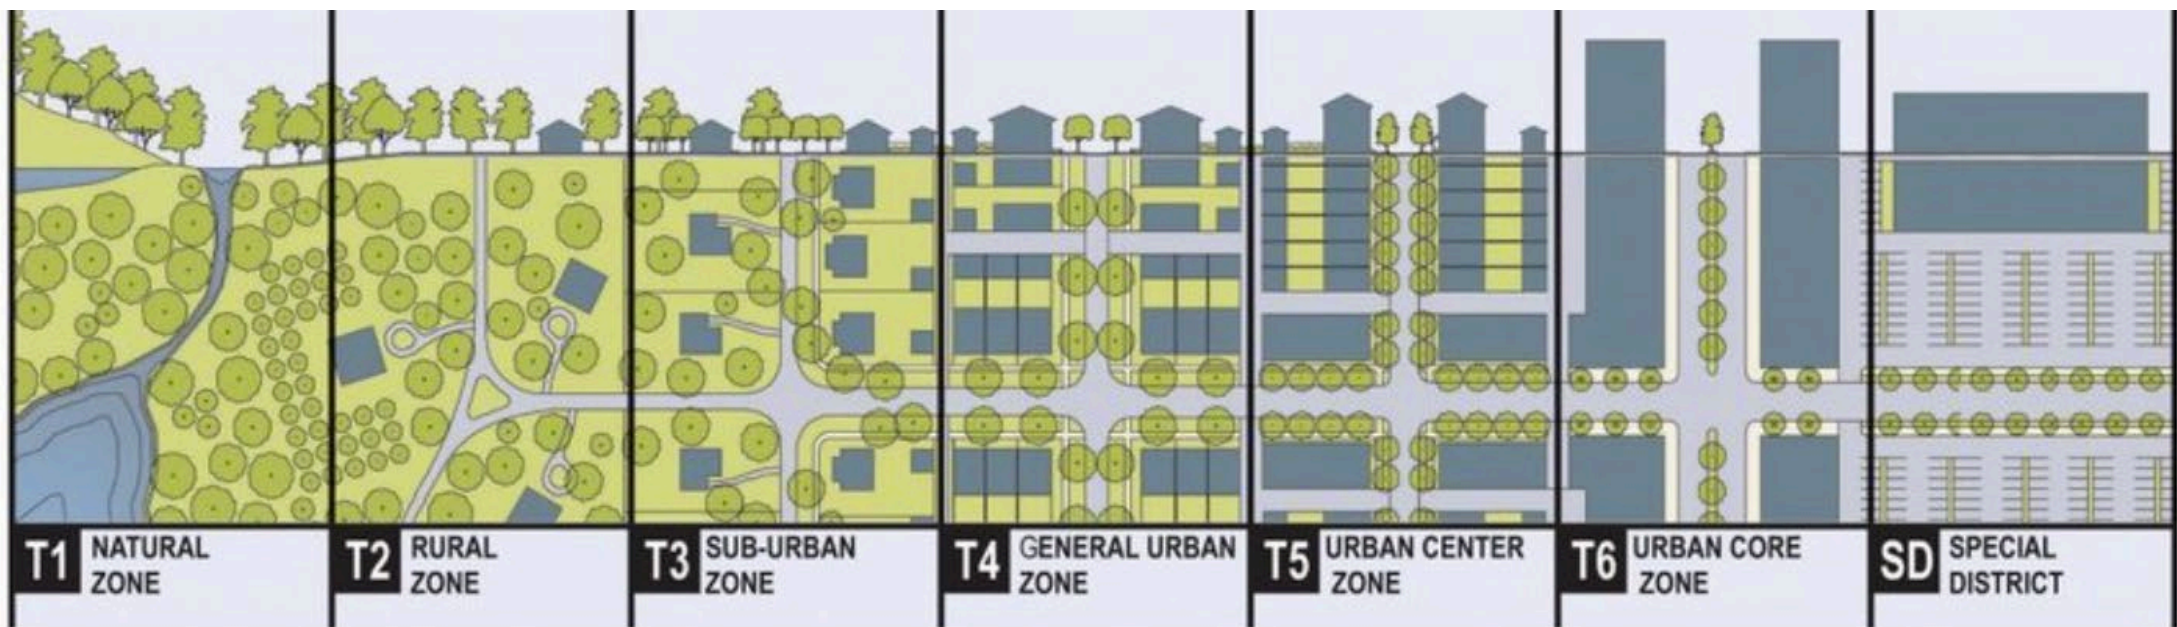 T1 NATURAL
ZONE
T2 RURAL
ZONE
T3 SUB-URBAN
ZONE
T4 GENERAL URBAN
ZONE
T5 URBAN CENTER
ZONE
T6 URBAN CORE
ZONE
SD SPECIAL
DISTRICT